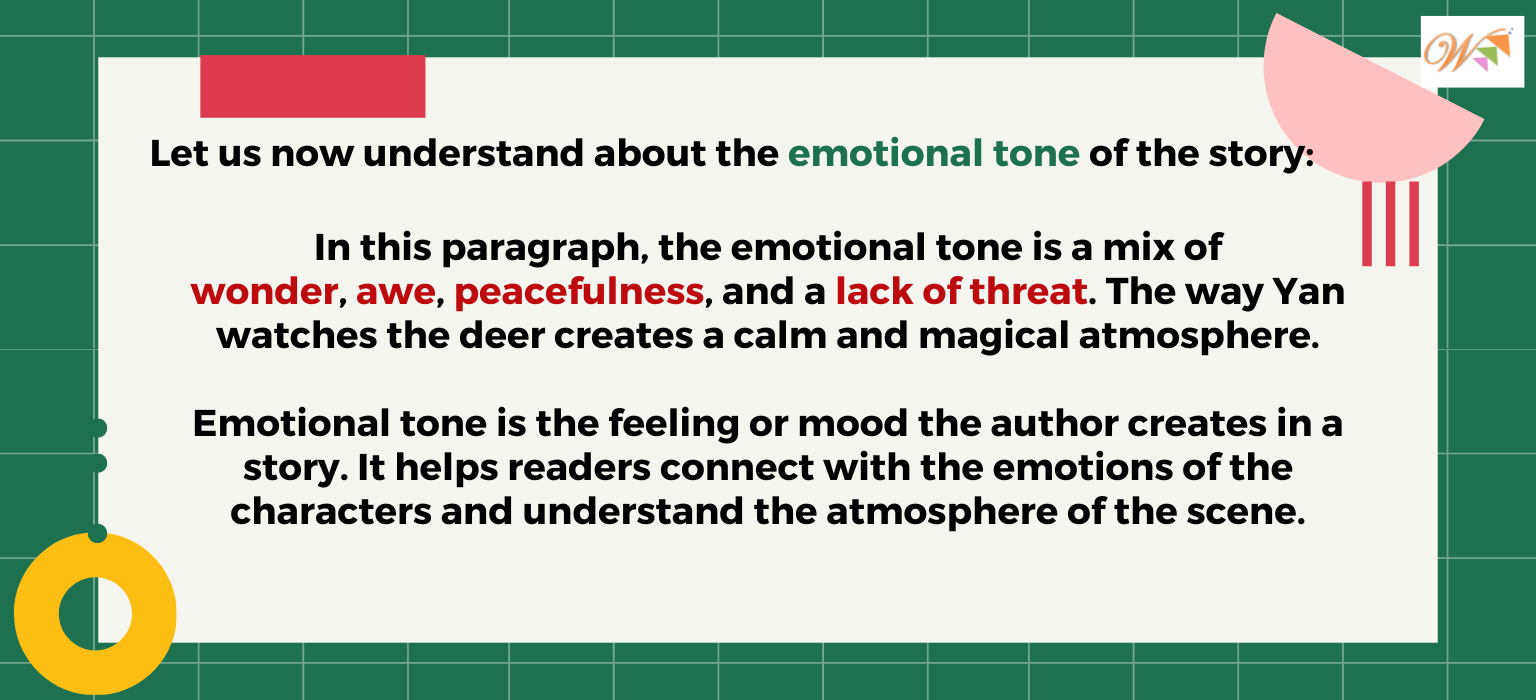 W
Let us now understand about the emotional tone of the story:
In this paragraph, the emotional tone is a mix of
wonder, awe, peacefulness, and a lack of threat. The way Yan
watches the deer creates a calm and magical atmosphere.
Emotional tone is the feeling or mood the author creates in a
story. It helps readers connect with the emotions of the
characters and understand the atmosphere of the scene.